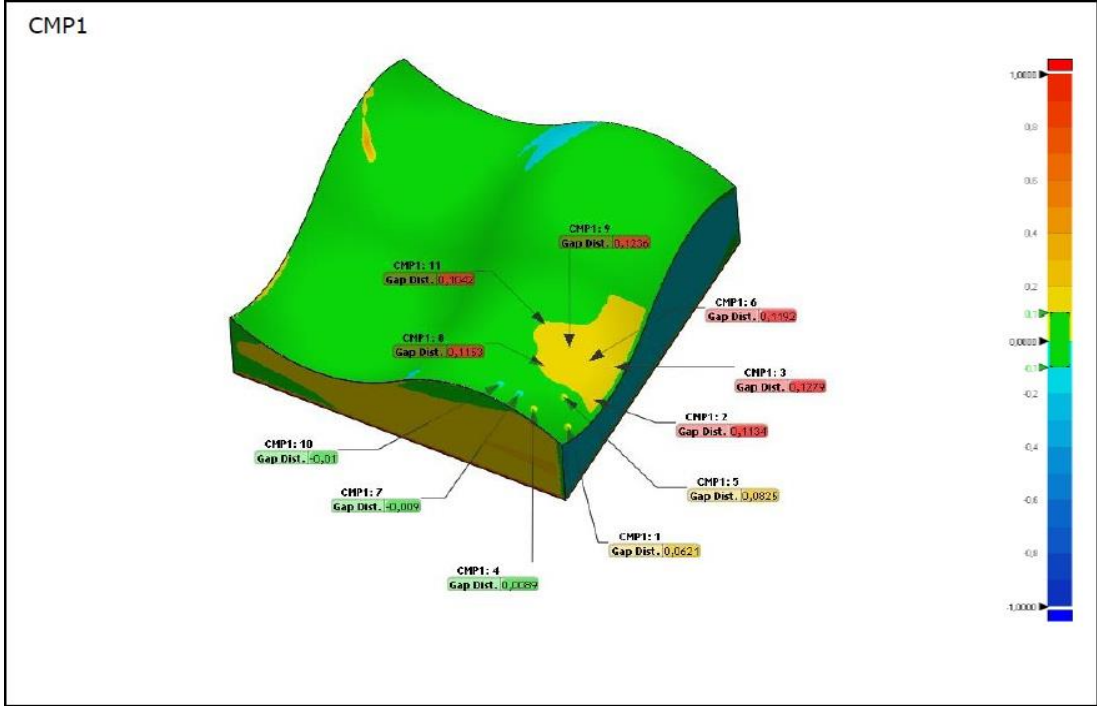 CMP1
CMP1: 9
Gap Dist. 0,1236
CMP1: 11
Gap Dist. 0,1042
CMP1: 6
Gap Dist. 0,1192
CMP1: 8
Gap Dist. 0,1153
CMP1: 3
Gap Dist. 0,1279
CMP1: 2
Gap Dist. 0,1134
CMP1: 10
Gap Dist. -0,01
CMP1: 5
Gap Dist. 0,0825
CMP1: 7
Gap Dist. -0,009
CMP1: 1
Gap Dist. 0,0621
CMP1: 4
Gap Dist. 0,0089
1,0000
0,8
0,6
0,4
0,2
0,1
0,0000
-0,1
-0,2
-0,4
-0,6
-0,8
-1,0000